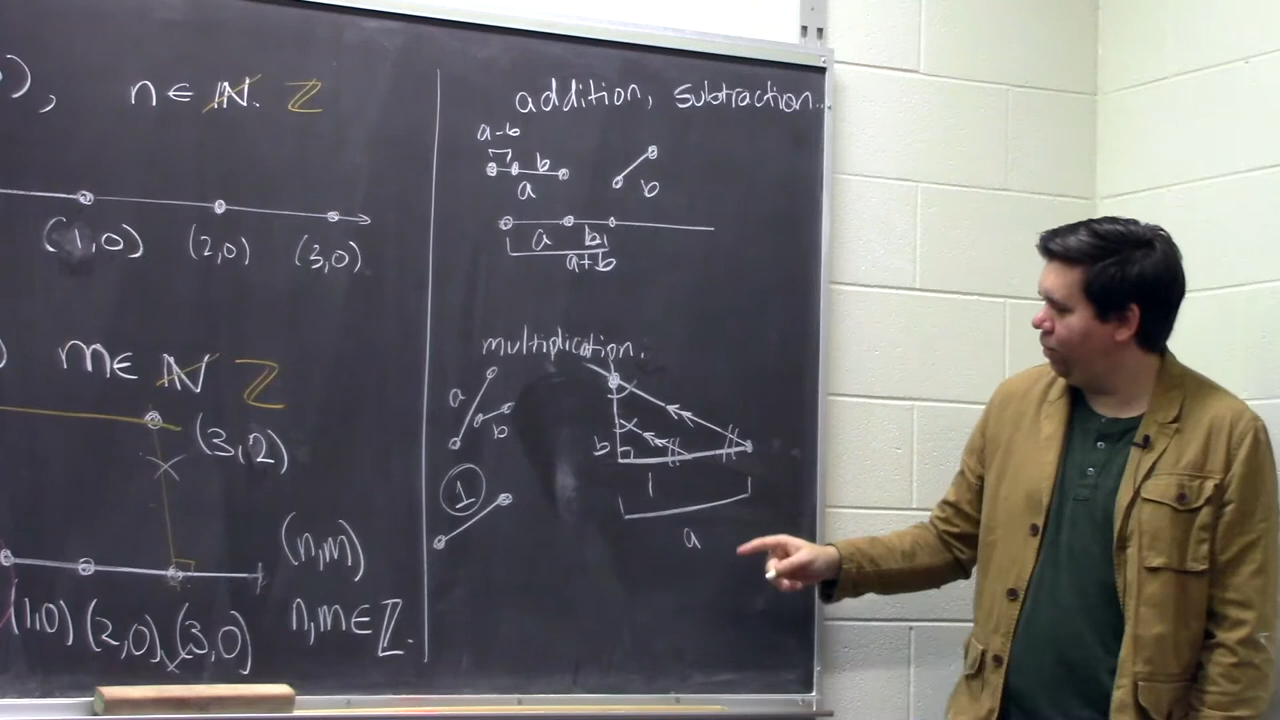 ), n ∈ N. Z
(1,0) (2,0) (3,0)
) m ∈ N Z
(3,2)
(n,m)
(1,0) (2,0) (3,0)
n,m ∈ Z.
addition, subtraction...
a-b
b
a
b
a b
a+b
multiplication.
a
b
b
1
1
a